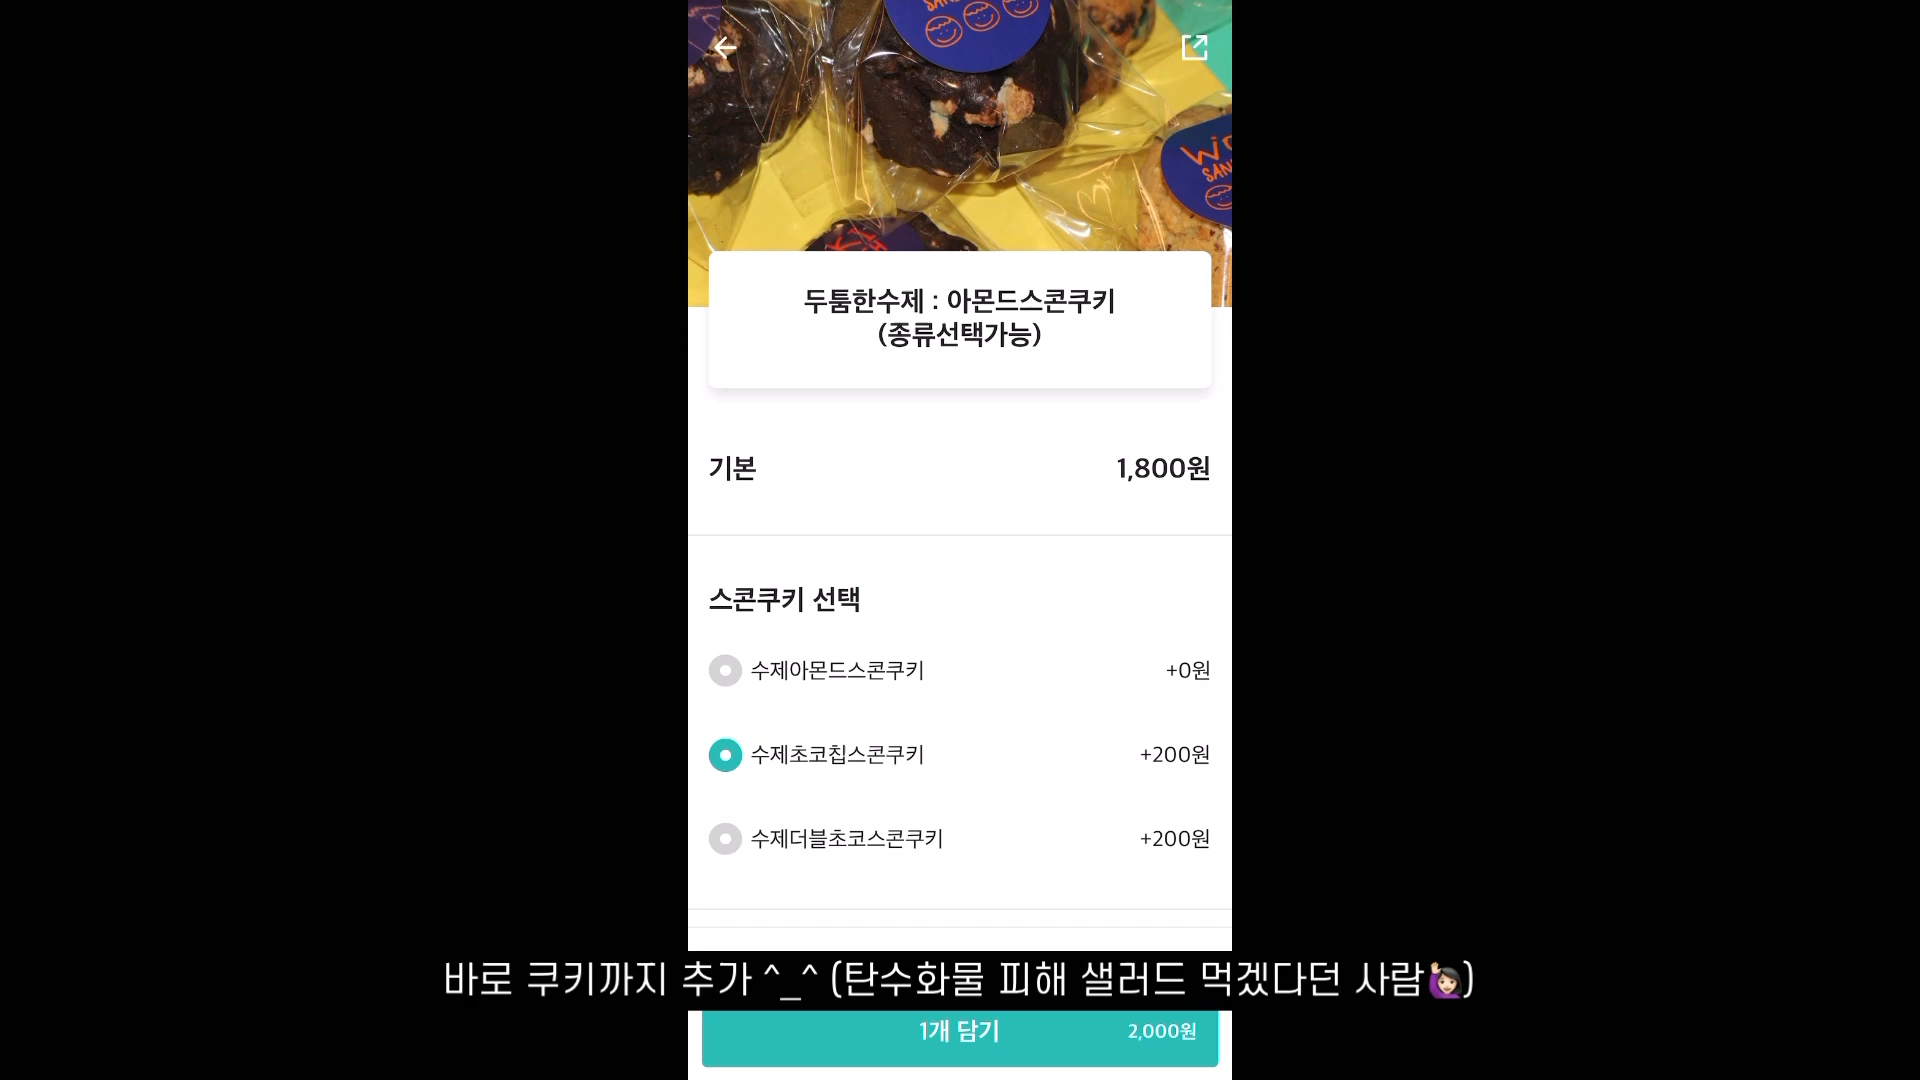 두툼한수제 : 아몬드스콘쿠키
(종류선택가능)
기본 1,800원
스콘쿠키 선택
수제아몬드스콘쿠키 +0원
수제초코칩스콘쿠키 +200원
수제더블초코스콘쿠키 +200원
바로 쿠키까지 추가 ^_^ (탄수화물 피해 샐러드 먹겠다던 사람🙋🏻‍♀️)
1개 담기 2,000원